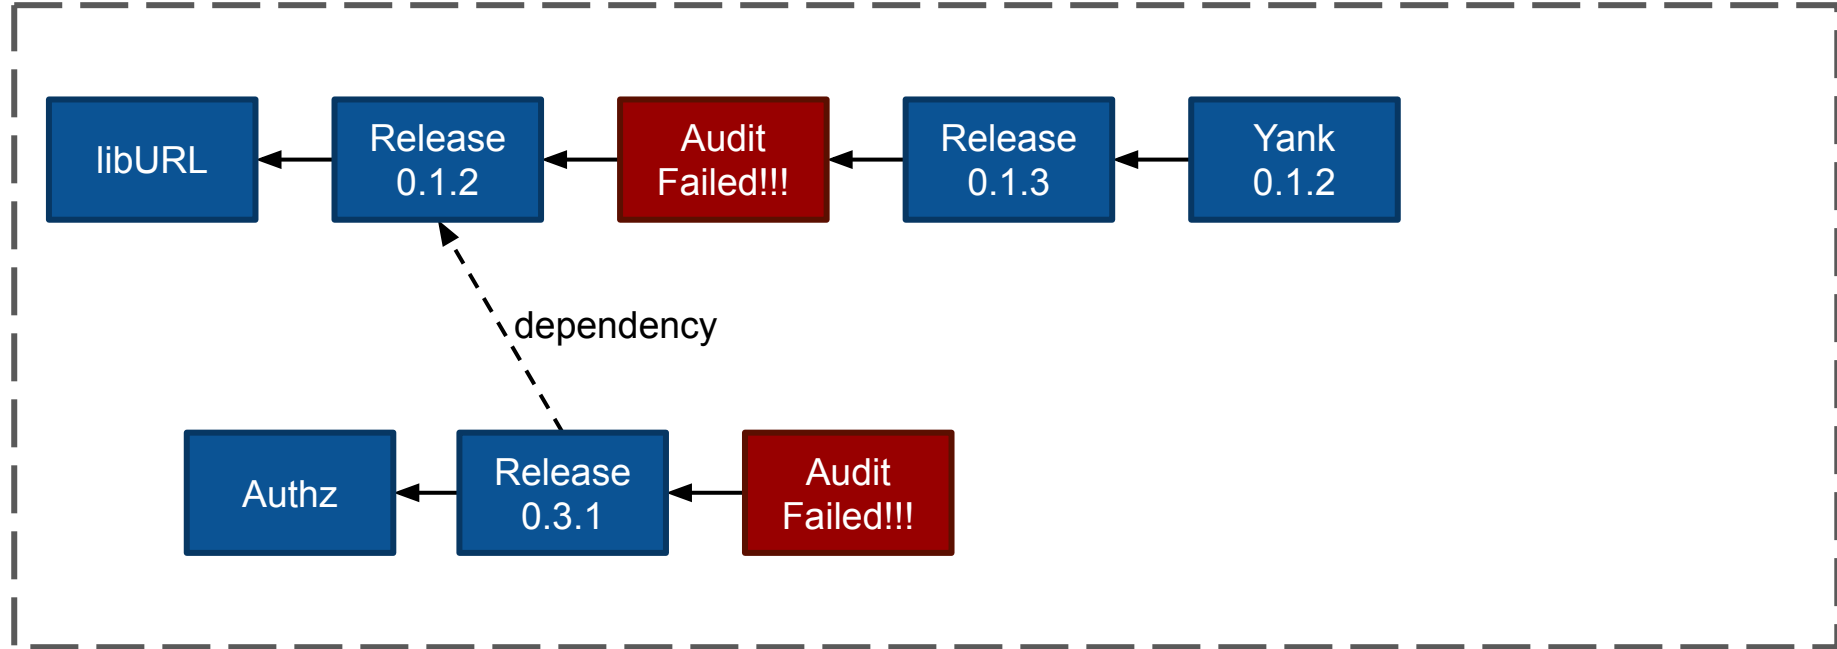 libURL
Release
0.1.2
Audit
Failed!!!
Release
0.1.3
Yank
0.1.2
dependency
Authz
Release
0.3.1
Audit
Failed!!!